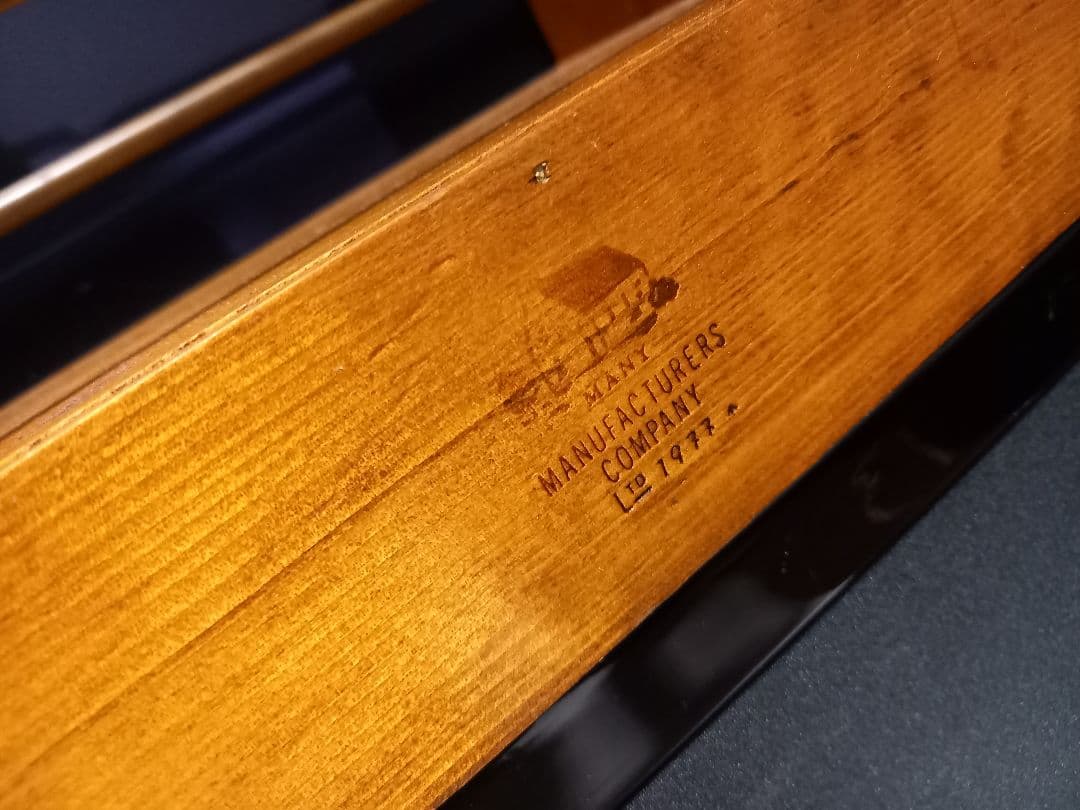 MANY
MANUFACTURERS
COMPANY
LTD 1977